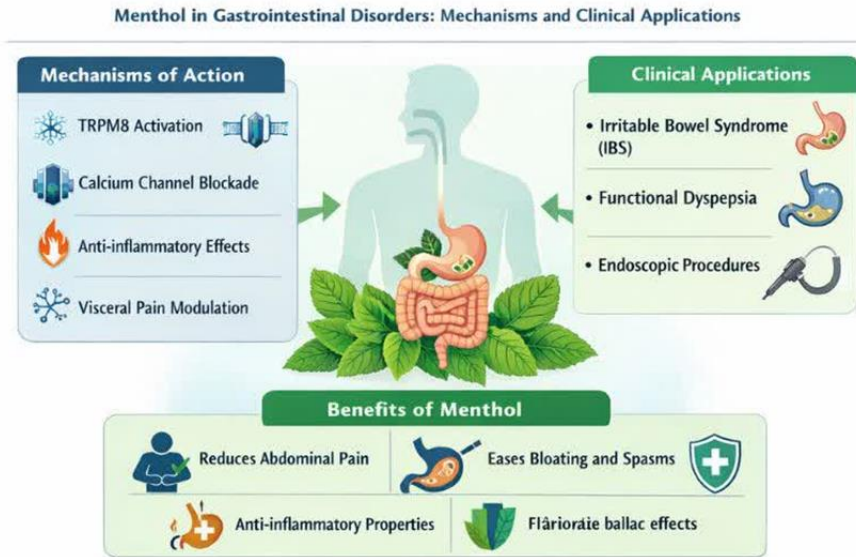 Menthol in Gastrointestinal Disorders: Mechanisms and Clinical Applications
Mechanisms of Action
TRPM8 Activation
Calcium Channel Blockade
Anti-inflammatory Effects
Visceral Pain Modulation
Clinical Applications
• Irritable Bowel Syndrome
(IBS)
• Functional Dyspepsia
• Endoscopic Procedures
Benefits of Menthol
Reduces Abdominal Pain
Eases Bloating and Spasms
Anti-inflammatory Properties
Flârioraîe ballac effects